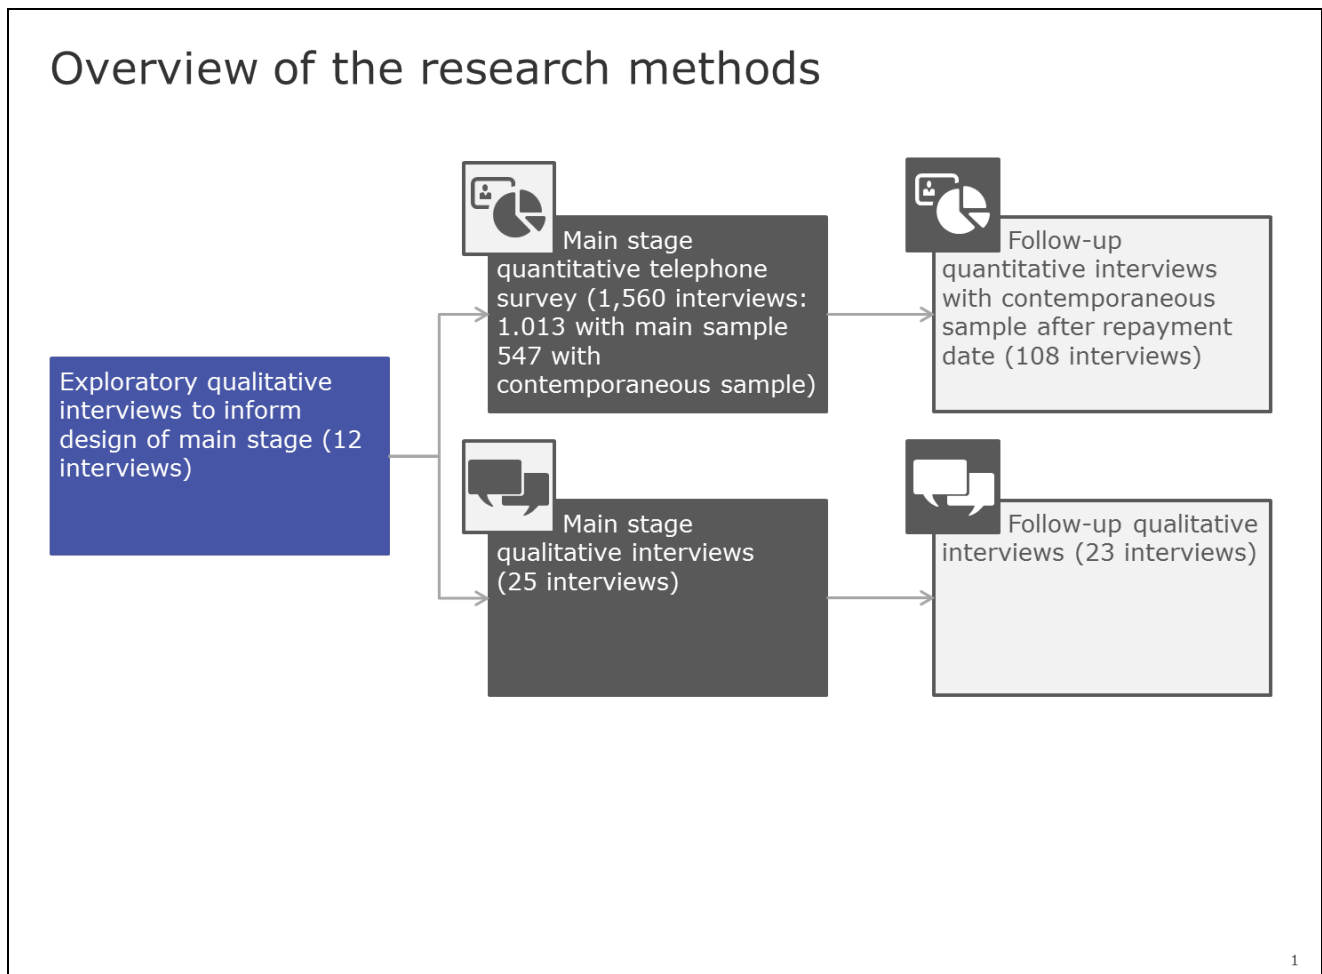 Overview of the research methods
Exploratory qualitative
interviews to inform
design of main stage (12
interviews)
Main stage
quantitative telephone
survey (1,560 interviews:
1.013 with main sample
547 with
contemporaneous sample)
Follow-up
quantitative interviews
with contemporaneous
sample after repayment
date (108 interviews)
Main stage
qualitative interviews
(25 interviews)
Follow-up qualitative
interviews (23 interviews)
1